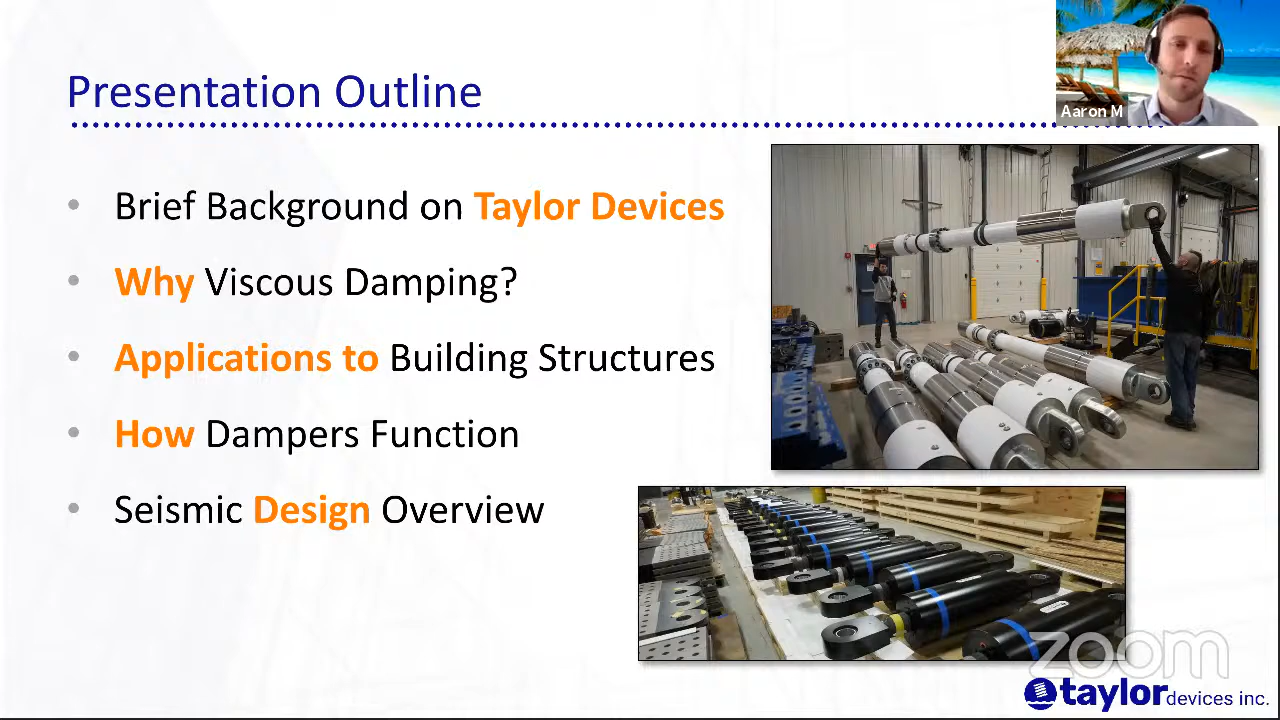 Presentation Outline
Aaron M
• Brief Background on Taylor Devices
• Why Viscous Damping?
• Applications to Building Structures
• How Dampers Function
• Seismic Design Overview
zoom
taylor devices inc.